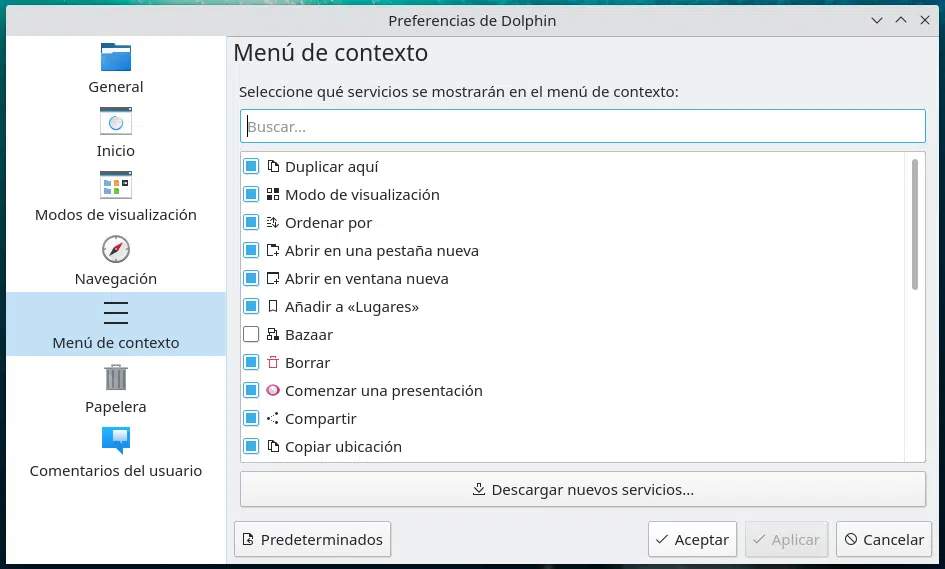 Preferencias de Dolphin
General
Inicio
Modos de visualización
Navegación
Menú de contexto
Papelera
Comentarios del usuario
Menú de contexto
Seleccione qué servicios se mostrarán en el menú de contexto:
Buscar...
Duplicar aquí
Modo de visualización
Ordenar por
Abrir en una pestaña nueva
Abrir en ventana nueva
Añadir a «Lugares»
Bazaar
Borrar
Comenzar una presentación
Compartir
Copiar ubicación
Descargar nuevos servicios...
Predeterminados
Aceptar
Aplicar
Cancelar